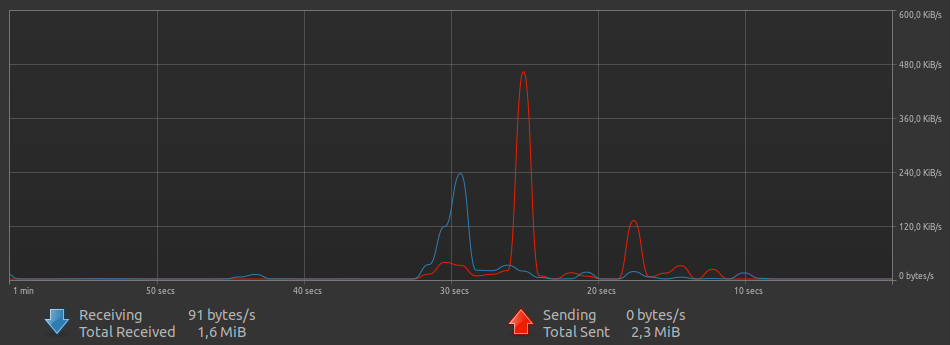 600,0 KiB/s
480,0 KiB/s
360,0 KiB/s
240,0 KiB/s
120,0 KiB/s
0 bytes/s
1 min 50 secs 40 secs 30 secs 20 secs 10 secs
Receiving 91 bytes/s Sending 0 bytes/s
Total Received 1,6 MiB Total Sent 2,3 MiB